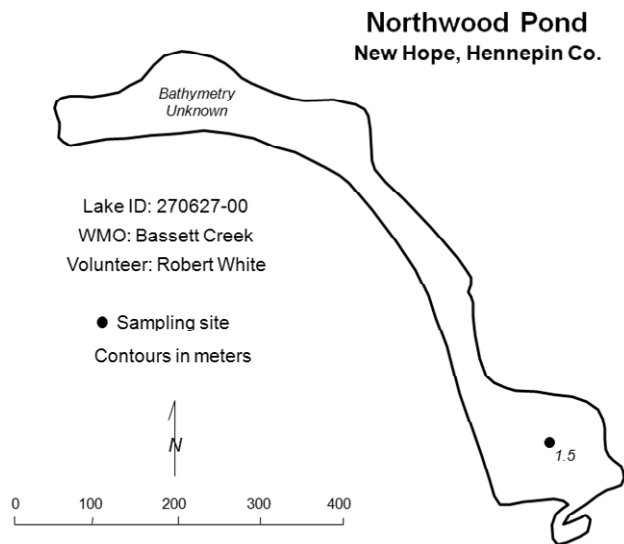 Northwood Pond
New Hope, Hennepin Co.
Bathymetry
Unknown
Lake ID: 270627-00
WMO: Bassett Creek
Volunteer: Robert White
Sampling site
Contours in meters
N
1.5
0 100 200 300 400